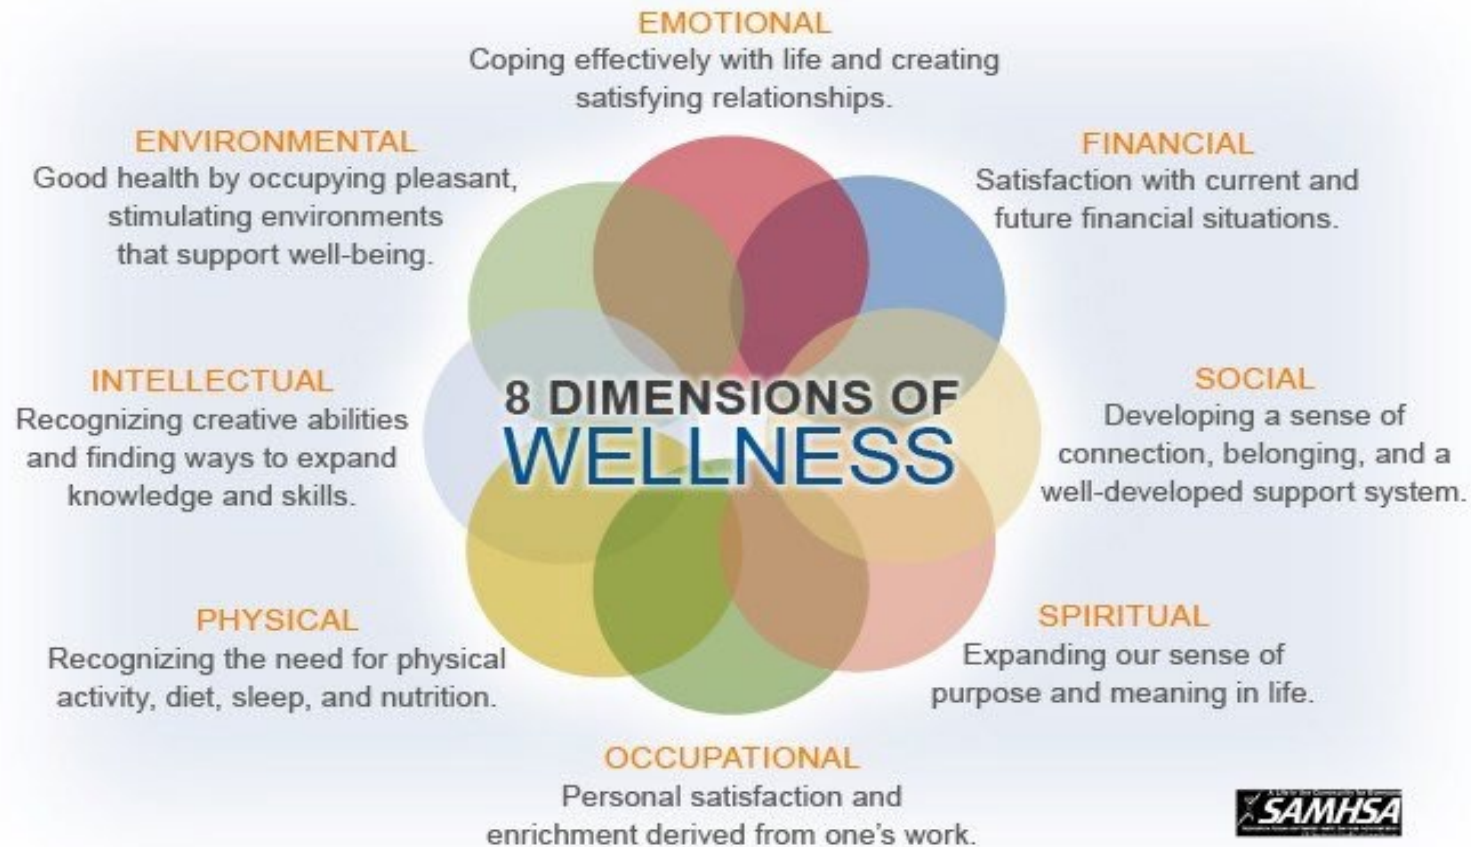 EMOTIONAL
Coping effectively with life and creating
satisfying relationships.
ENVIRONMENTAL
Good health by occupying pleasant,
stimulating environments
that support well-being.
FINANCIAL
Satisfaction with current and
future financial situations.
INTELLECTUAL
Recognizing creative abilities
and finding ways to expand
knowledge and skills.
8 DIMENSIONS OF
WELLNESS
SOCIAL
Developing a sense of
connection, belonging, and a
well-developed support system.
PHYSICAL
Recognizing the need for physical
activity, diet, sleep, and nutrition.
SPIRITUAL
Expanding our sense of
purpose and meaning in life.
OCCUPATIONAL
Personal satisfaction and
enrichment derived from one's work.
SAMHSA